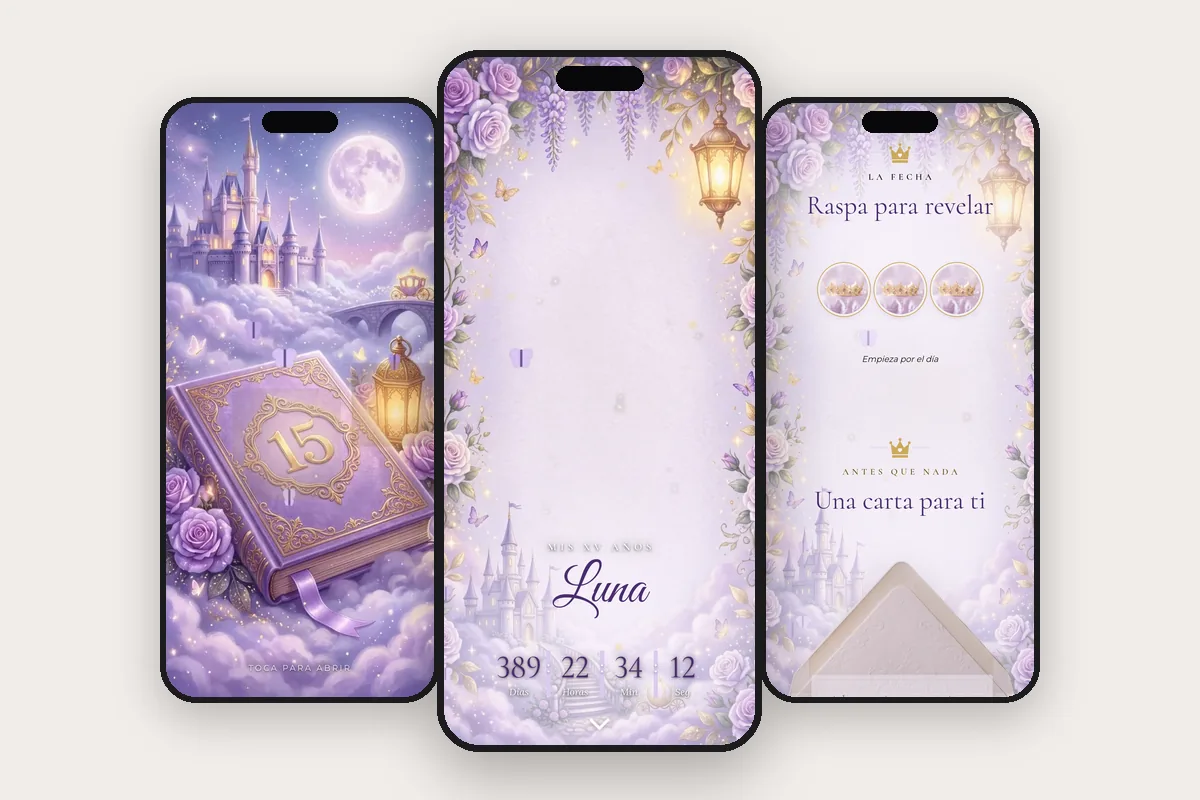 15
TOCA PARA ABRIR
MIS XV AÑOS
Luna
389 : 22 : 34 : 12
Días Horas Min Seg
LA FECHA
Raspa para revelar
Empieza por el día
ANTES QUE NADA
Una carta para ti